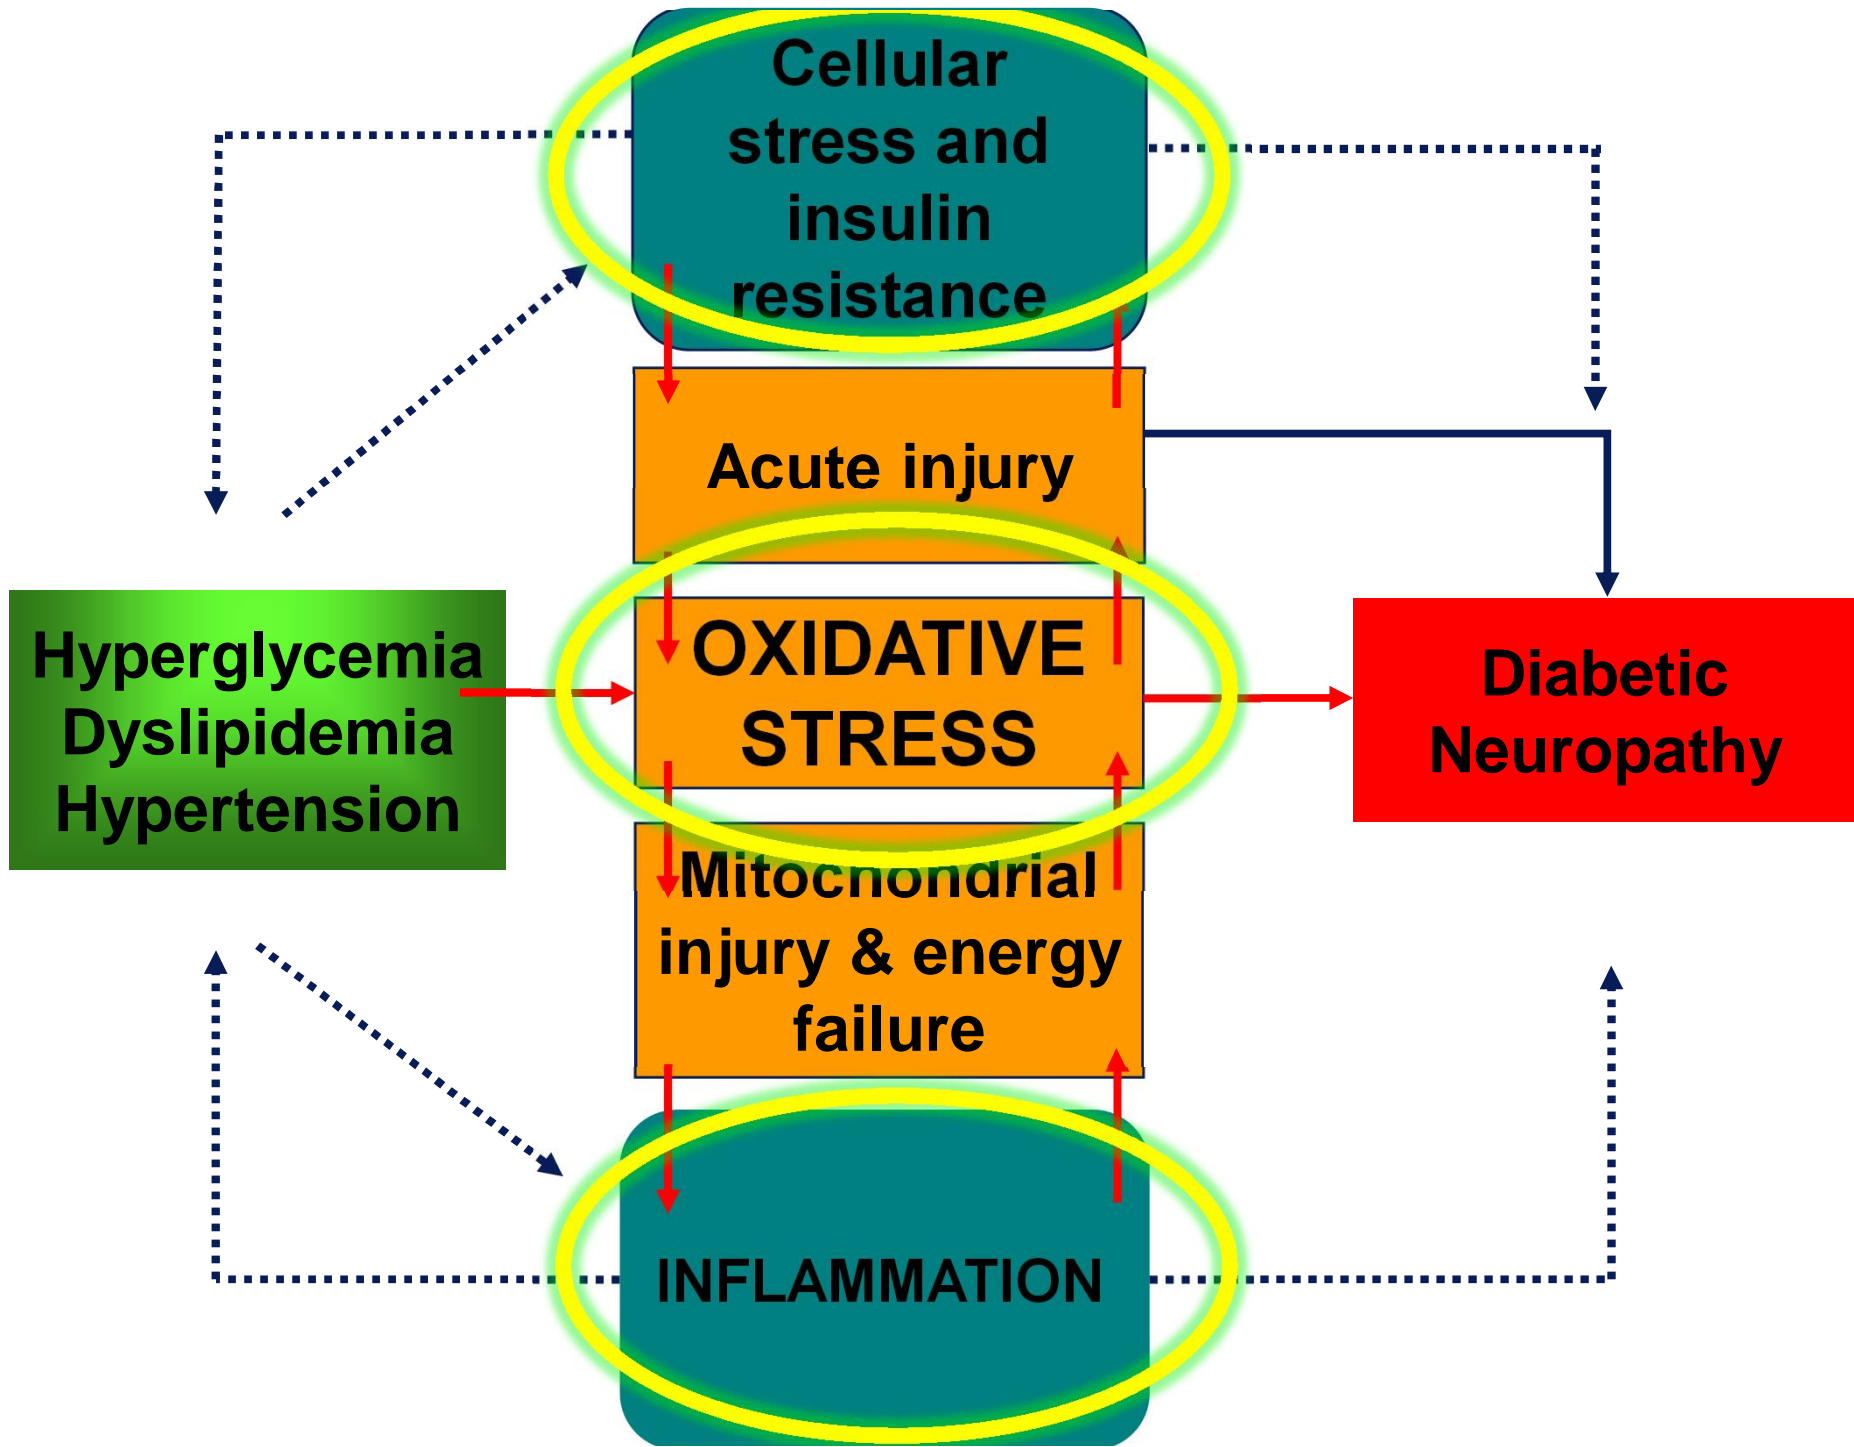 Cellular
stress and
insulin
resistance
Acute injury
Hyperglycemia
Dyslipidemia
Hypertension
OXIDATIVE
STRESS
Diabetic
Neuropathy
Mitochondrial
injury & energy
failure
INFLAMMATION